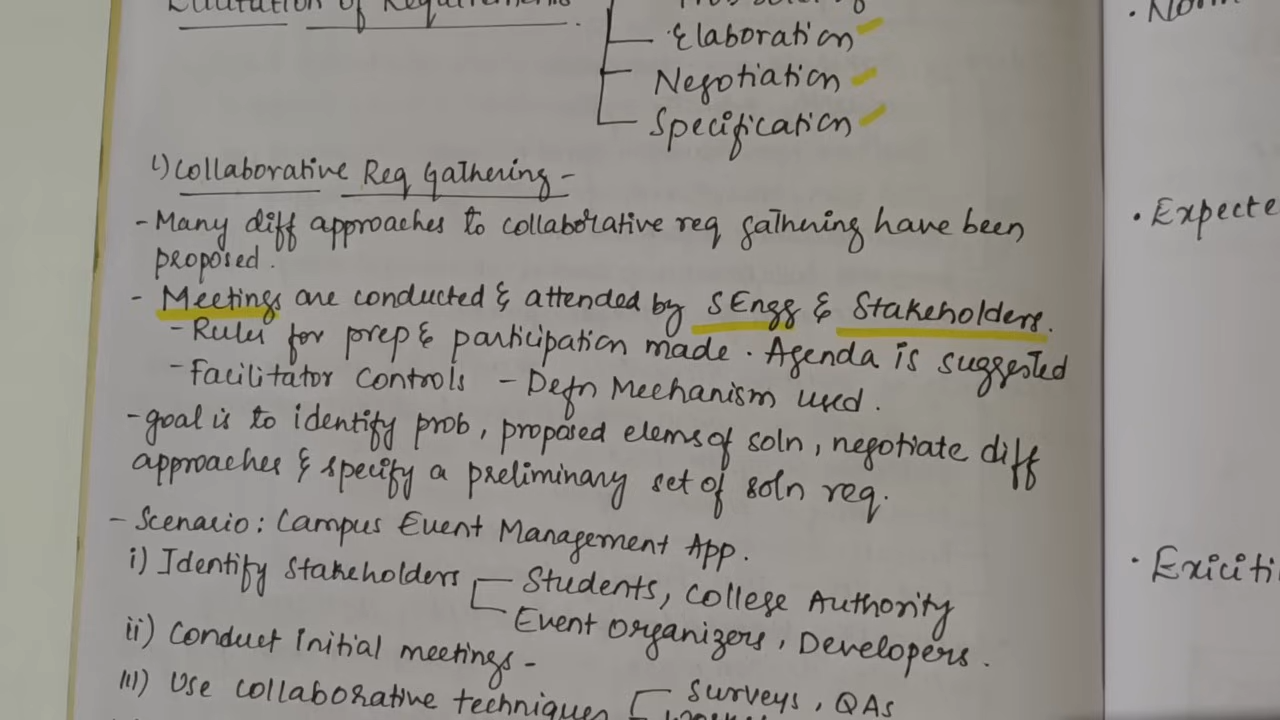 of Requirements
Elaboration
Negotiation
Specification
1) Collaborative Req Gathering -
- Many diff approaches to collaborative req gathering have been
proposed.
- Meetings are conducted & attended by SEngg & Stakeholders.
- Rules for prep & participation made. Agenda is suggested
- Facilitator controls - Defn Mechanism used.
- goal is to identify prob, proposed elems of soln, negotiate diff
approaches & specify a preliminary set of soln req.
- Scenario: Campus Event Management App.
i) Identify stakeholders
Students, College Authority
Event Organizers, Developers.
ii) Conduct initial meetings -
iii) Use collaborative techniques
surveys, QAs
• Expecte
• Exiciti